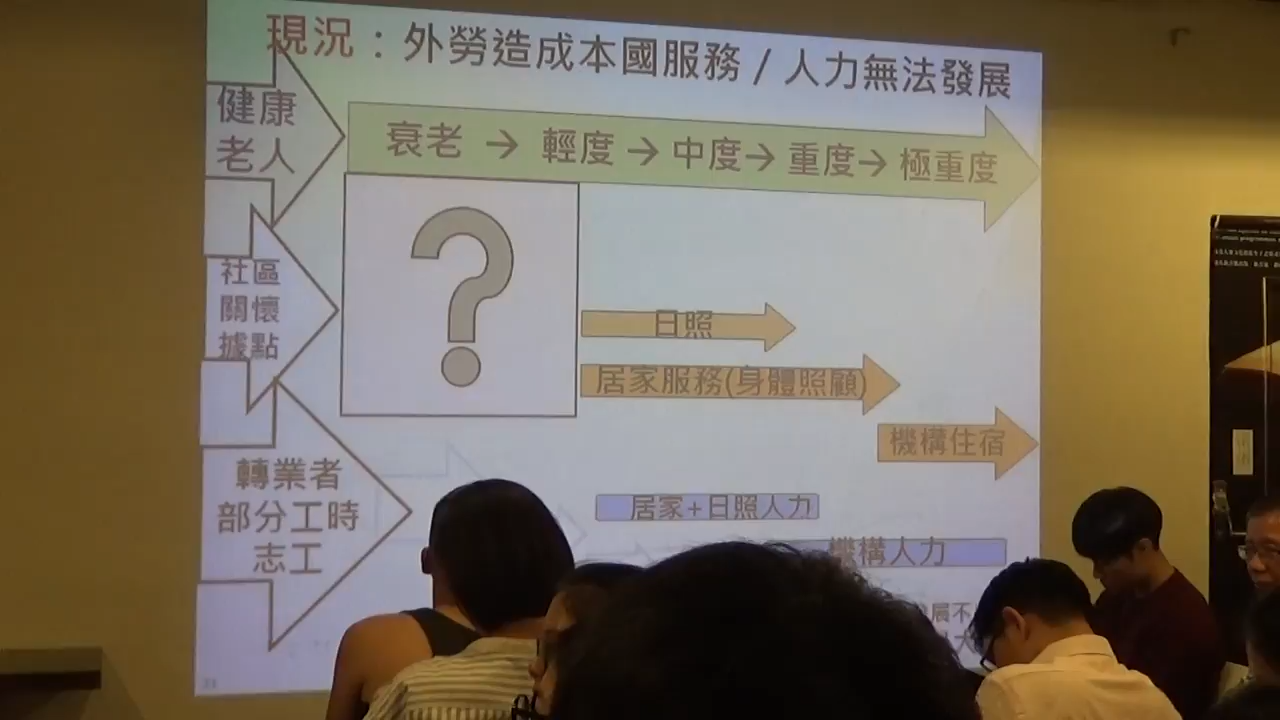 現況：外勞造成本國服務 / 人力無法發展
健康
老人
衰老 → 輕度 → 中度 → 重度 → 極重度
社區
關懷
據點
?
日照
居家服務(身體照顧)
機構住宿
轉業者
部分工時
志工
居家+日照人力
機構人力
展不